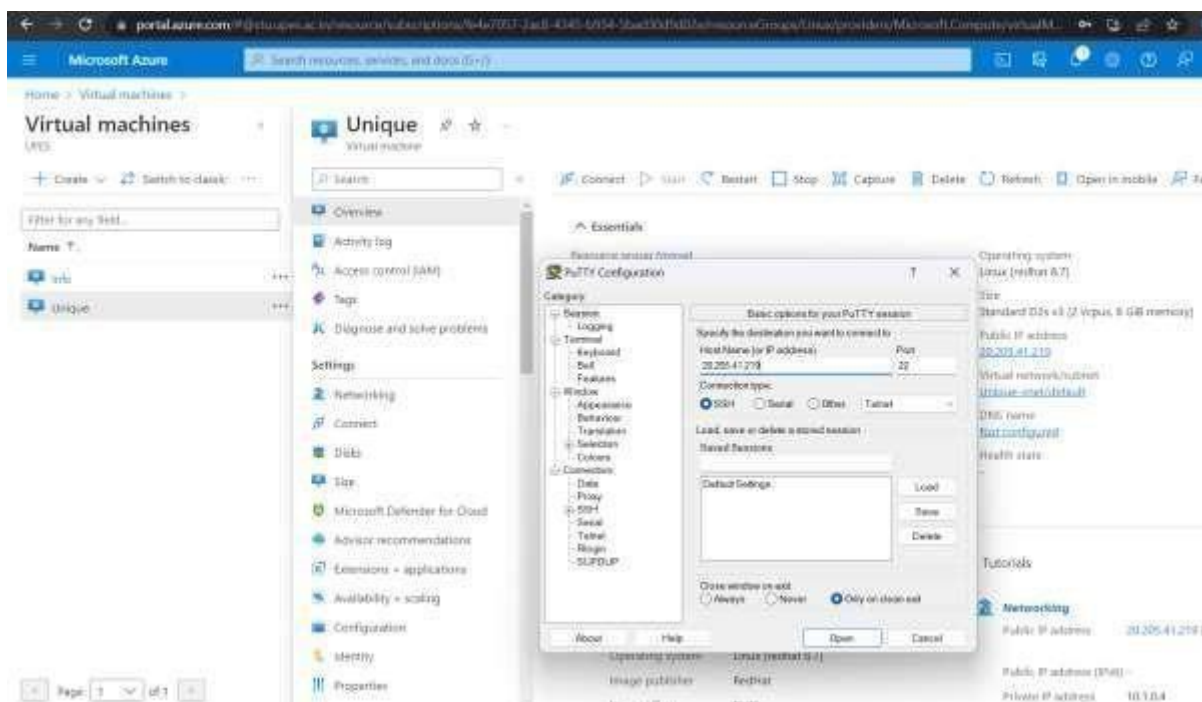 portal.azure.com
Microsoft Azure
Search resources, services, and docs (G+/)
Home > Virtual machines >
Virtual machines
UPES
+ Create
Switch to classic
Filter for any field...
Name ↑
Info
Unique
Page: 1 of 1
Unique
Virtual machine
Search
Overview
Activity log
Access control (IAM)
Tags
Diagnose and solve problems
Settings
Networking
Connect
Disks
Size
Microsoft Defender for Cloud
Advisor recommendations
Extensions + applications
Availability + scaling
Configuration
Identity
Properties
Connect Start Restart Stop Capture Delete Refresh Open in mobile
Essentials
Operating system
Linux (redhat 8.7)
Size
Standard D2s v3 (2 vcpus, 8 GiB memory)
Public IP address
20.205.41.219
Virtual network/subnet
Unique-vnet/default
DNS name
Not configured
Health state
-
PuTTY Configuration ? ×
Category:
Session
Logging
Terminal
Keyboard
Bell
Features
Window
Appearance
Behaviour
Translation
Selection
Colours
Connection
Data
Proxy
SSH
Serial
Telnet
Rlogin
SUPDUP
Basic options for your PuTTY session
Specify the destination you want to connect to
Host Name (or IP address) Port
20.205.41.219 22
Connection type:
SSH Serial Other: Telnet
Load, save or delete a stored session
Saved Sessions
Default Settings
Load
Save
Delete
Close window on exit:
Always Never Only on clean exit
About Help Open Cancel
Tutorials
Networking
Public IP address 20.205.41.219
Public IP address (IPv6) -
Private IP address 10.1.0.4
Operating system Linux (redhat 8.7)
Image publisher RedHat